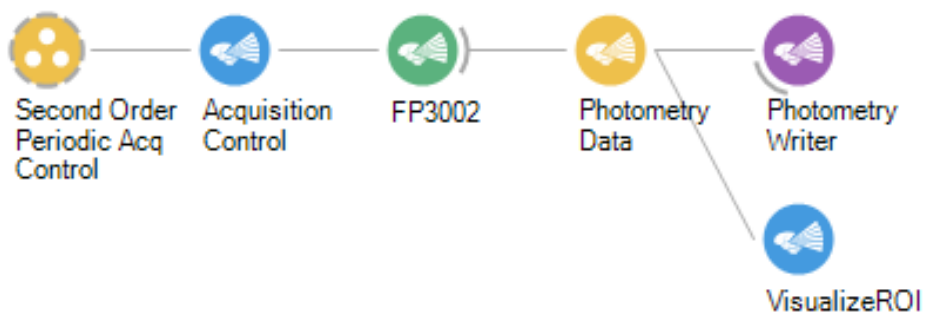 Second Order
Periodic Acq
Control
Acquisition
Control
FP3002
Photometry
Data
Photometry
Writer
VisualizeROI